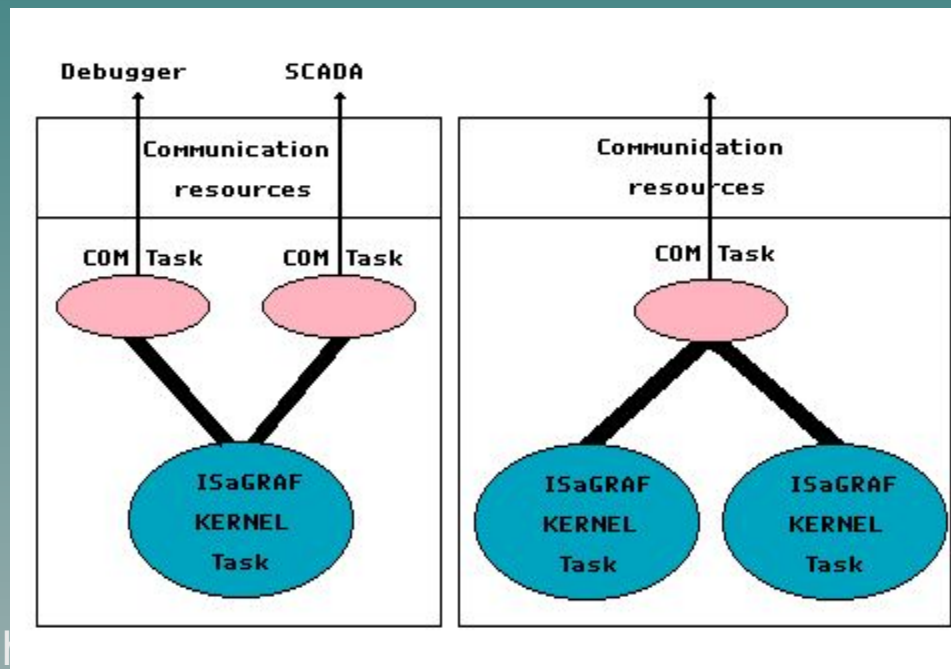 Debugger SCADA
Communication
resources
COM Task COM Task
ISaGRAF
KERNEL
Task
Communication
resources
COM Task
ISaGRAF
KERNEL
Task
ISaGRAF
KERNEL
Task